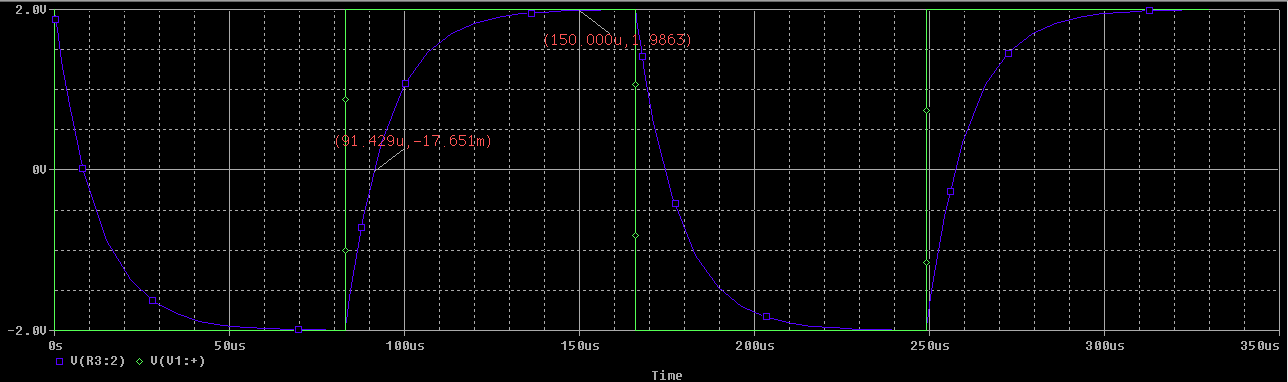 2.0V
(150.000u,1.9863)
(91.429u,-17.651m)
0V
-2.0V
0s 50us 100us 150us 200us 250us 300us 350us
V(R3:2) V(V1:+)
Time